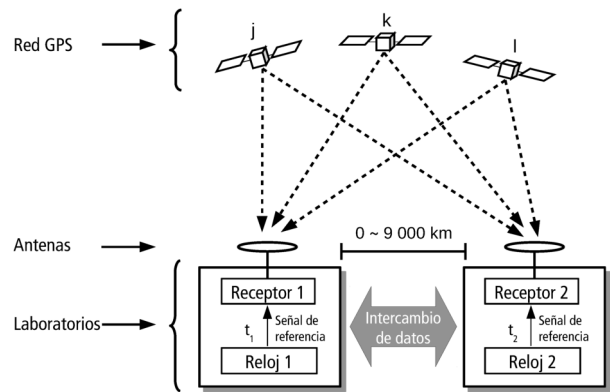 Red GPS
j
k
l
Antenas
0 ~ 9 000 km
Laboratorios
Receptor 1
t1
Señal de
referencia
Reloj 1
Intercambio
de datos
Receptor 2
t2
Señal de
referencia
Reloj 2